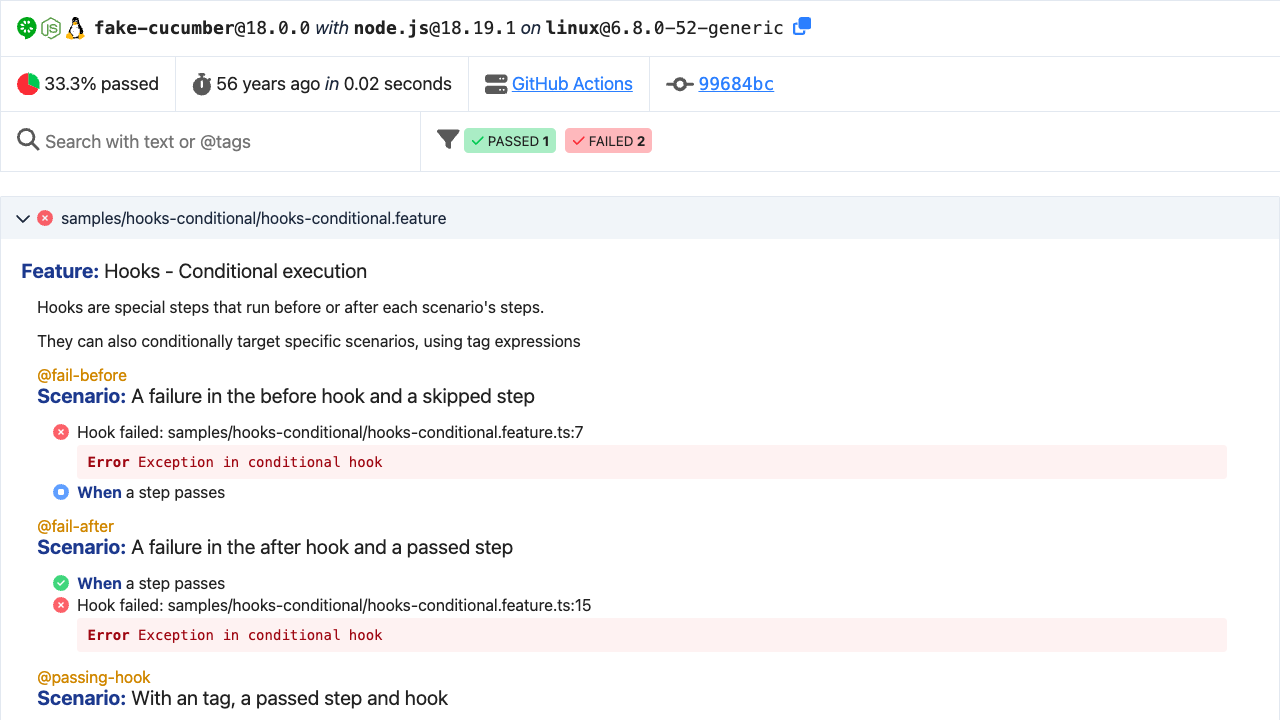 fake-cucumber@18.0.0 with node.js@18.19.1 on linux@6.8.0-52-generic
33.3% passed 56 years ago in 0.02 seconds GitHub Actions 99684bc
Search with text or @tags PASSED 1 FAILED 2
samples/hooks-conditional/hooks-conditional.feature
Feature: Hooks - Conditional execution
Hooks are special steps that run before or after each scenario's steps.
They can also conditionally target specific scenarios, using tag expressions
@fail-before
Scenario: A failure in the before hook and a skipped step
Hook failed: samples/hooks-conditional/hooks-conditional.feature.ts:7
Error Exception in conditional hook
When a step passes
@fail-after
Scenario: A failure in the after hook and a passed step
When a step passes
Hook failed: samples/hooks-conditional/hooks-conditional.feature.ts:15
Error Exception in conditional hook
@passing-hook
Scenario: With an tag, a passed step and hook